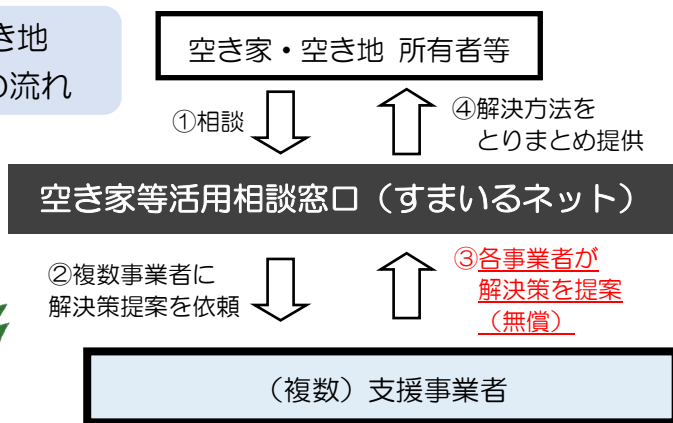 き地
の流れ
空き家・空き地 所有者等
①相談
④解決方法を
とりまとめ提供
空き家等活用相談窓口（すまいるネット）
②複数事業者に
解決策提案を依頼
③各事業者が
解決策を提案
（無償）
（複数）支援事業者